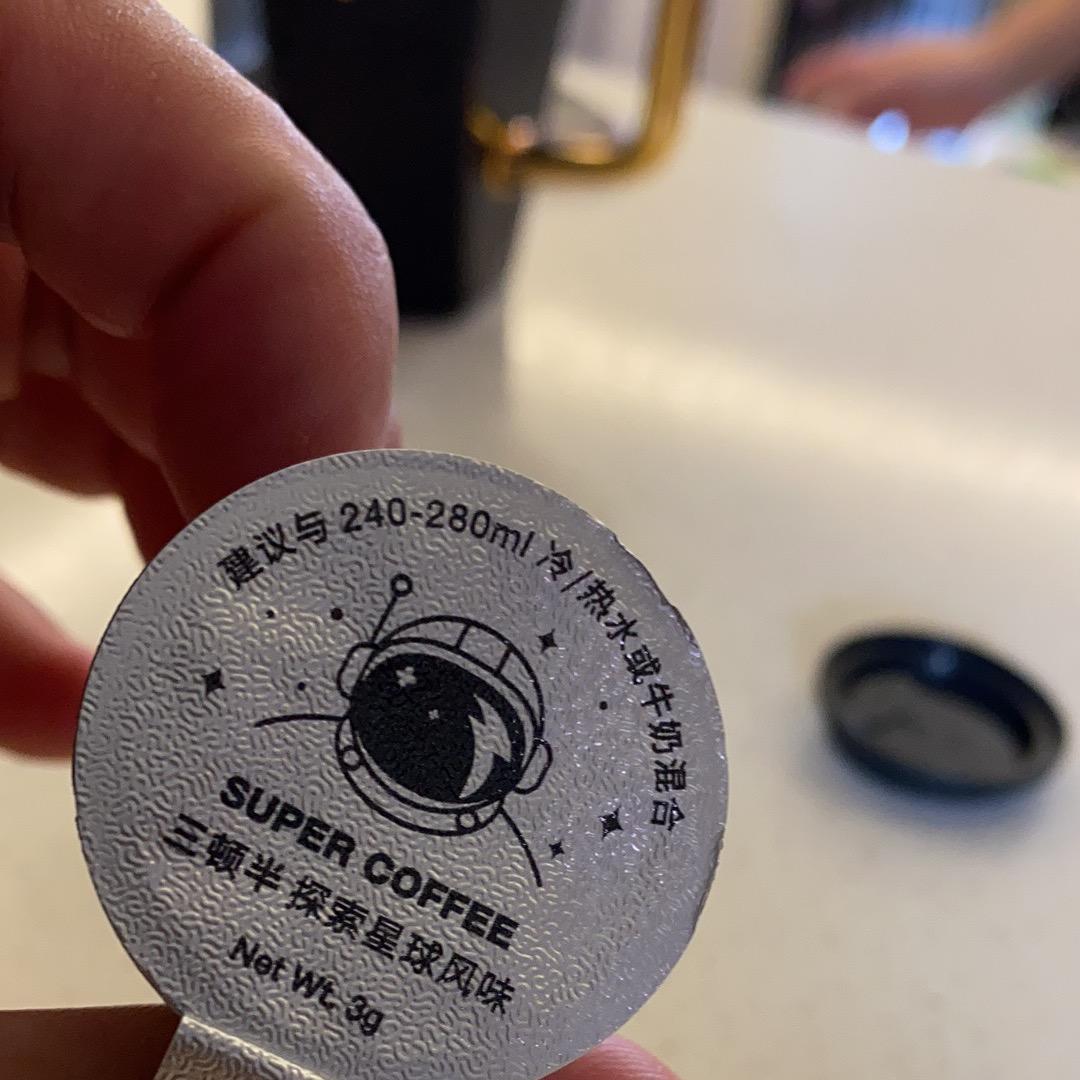 建议与 240-280ml 冷/热水或牛奶混合
SUPER COFFEE
三顿半 探索星球风味
Net Wt. 3g